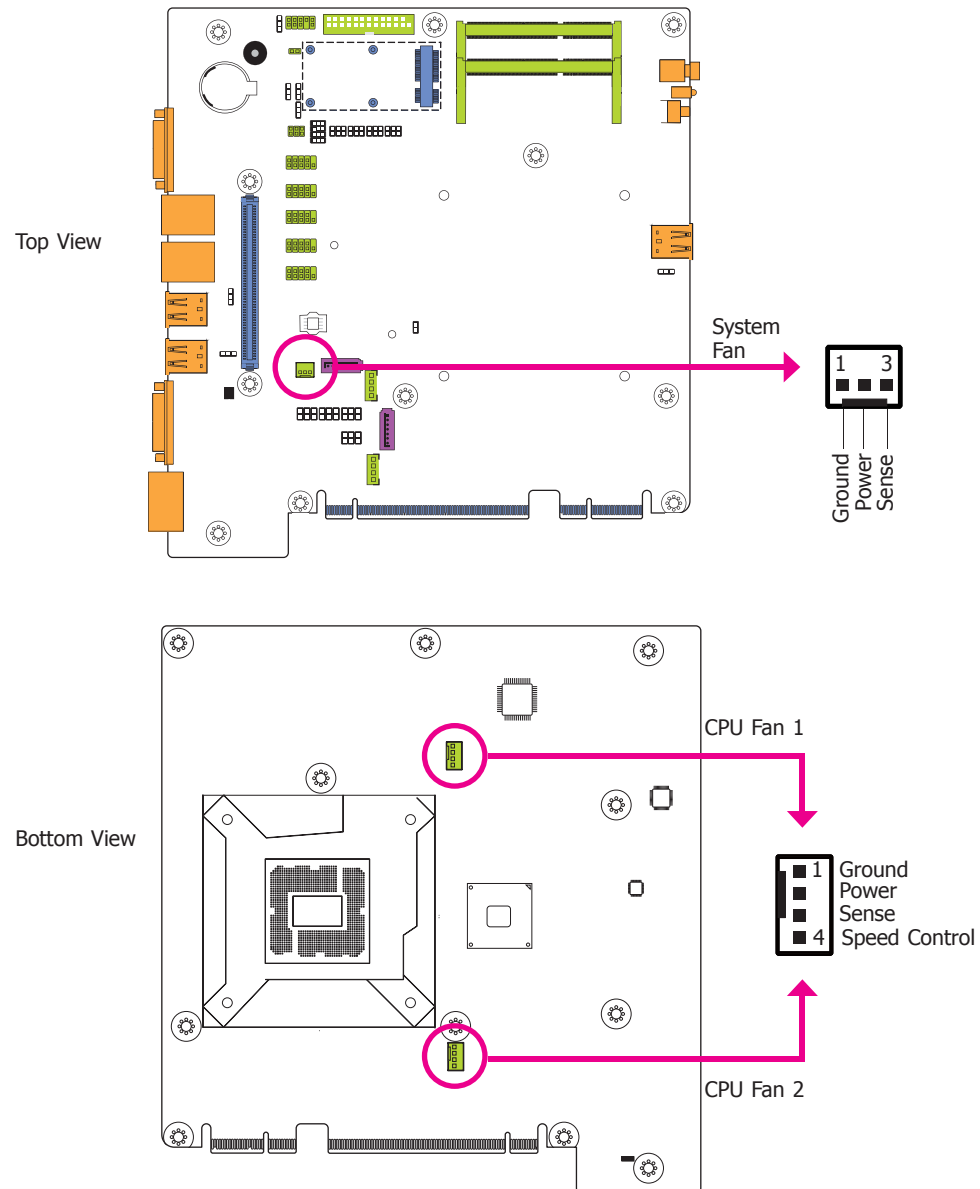 Top View
System
Fan
1 3
Ground
Power
Sense
CPU Fan 1
Bottom View
1 Ground
Power
Sense
4 Speed Control
CPU Fan 2